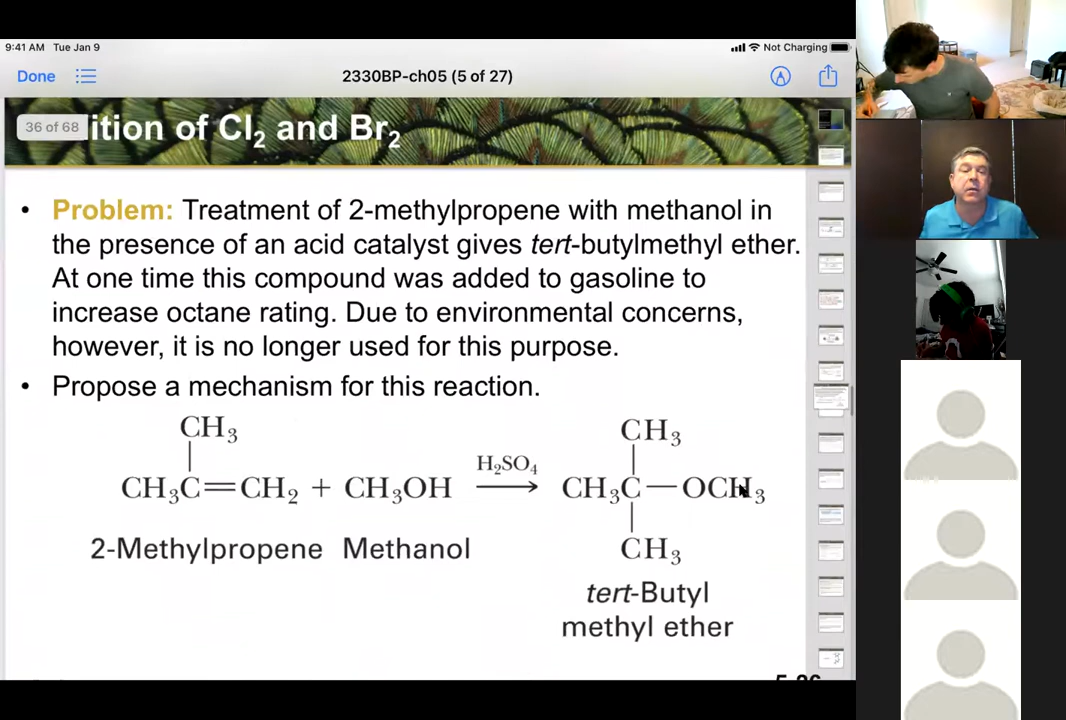 9:41 AM Tue Jan 9
Not Charging
Done
2330BP-ch05 (5 of 27)
36 of 68
ition of Cl₂ and Br₂
• Problem: Treatment of 2-methylpropene with methanol in
the presence of an acid catalyst gives tert-butylmethyl ether.
At one time this compound was added to gasoline to
increase octane rating. Due to environmental concerns,
however, it is no longer used for this purpose.
• Propose a mechanism for this reaction.
CH₃
CH₃
H₂SO₄
CH₃C=CH₂ + CH₃OH ⟶ CH₃C—OCH₃
CH₃
2-Methylpropene Methanol
tert-Butyl
methyl ether